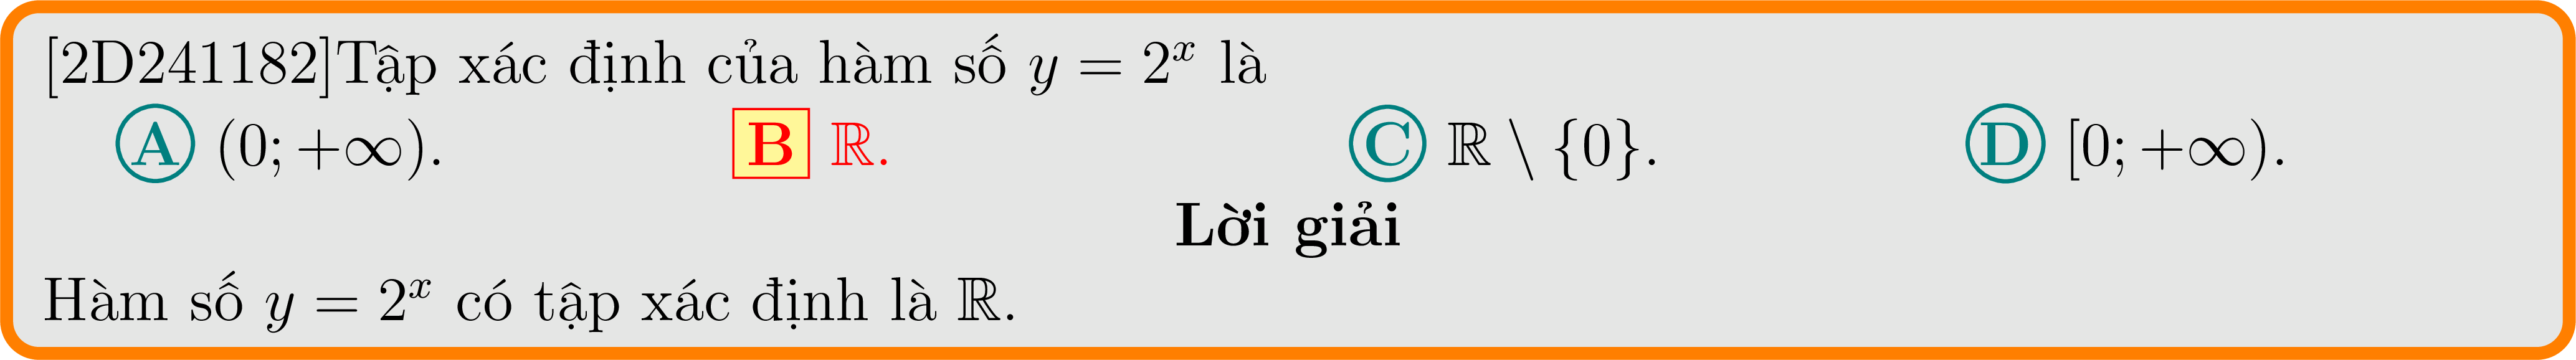 [2D241182]Tập xác định của hàm số $y = 2^x$ là
A $(0; +\infty)$. B $\mathbb{R}$. C $\mathbb{R} \setminus \{0\}$. D $[0; +\infty)$.
Lời giải
Hàm số $y = 2^x$ có tập xác định là $\mathbb{R}$.